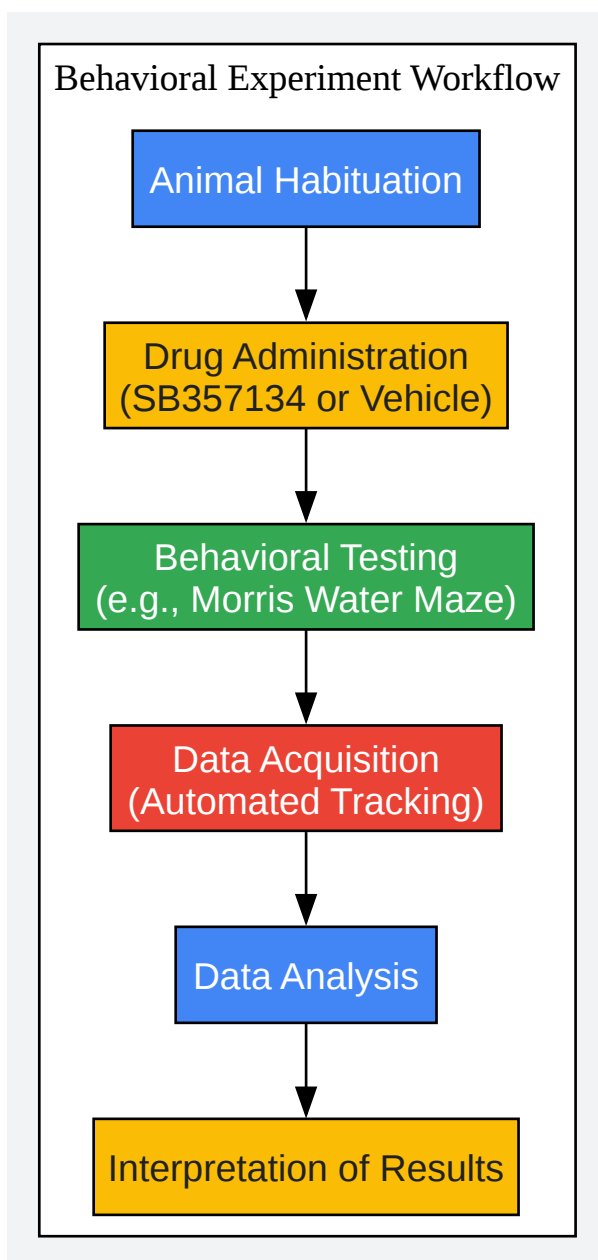 Behavioral Experiment Workflow
Animal Habituation
Drug Administration
(SB357134 or Vehicle)
Behavioral Testing
(e.g., Morris Water Maze)
Data Acquisition
(Automated Tracking)
Data Analysis
Interpretation of Results